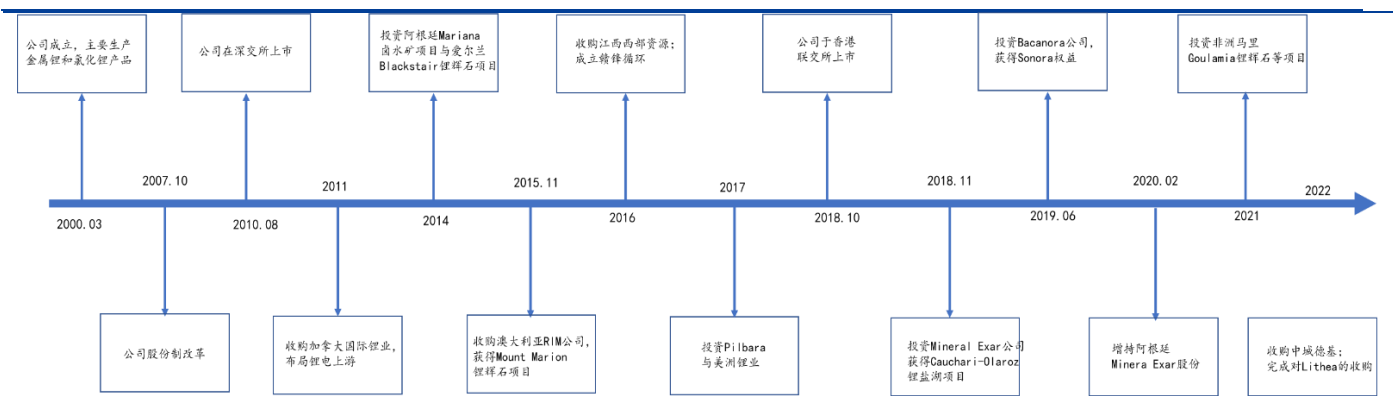 公司成立，主要生产
金属锂和氯化锂产品
公司在深交所上市
投资阿根廷Mariana
卤水矿项目与爱尔兰
Blackstair锂辉石项目
收购江西西部资源；
成立赣锋循环
公司于香港
联交所上市
投资Bacanora公司，
获得Sonora权益
投资非洲马里
Goulamia锂辉石等项目
2007.10
2011
2015.11
2017
2018.11
2020.02
2022
2000.03
2010.08
2014
2016
2018.10
2019.06
2021
公司股份制改革
收购加拿大国际锂业，
布局锂电上游
收购澳大利亚RIM公司，
获得Mount Marion
锂辉石项目
投资Pilbara
与美洲锂业
投资Mineral Exar公司
获得Cauchari-Olaroz
锂盐湖项目
增持阿根廷
Minera Exar股份
收购中城德基；
完成对Lithea的收购